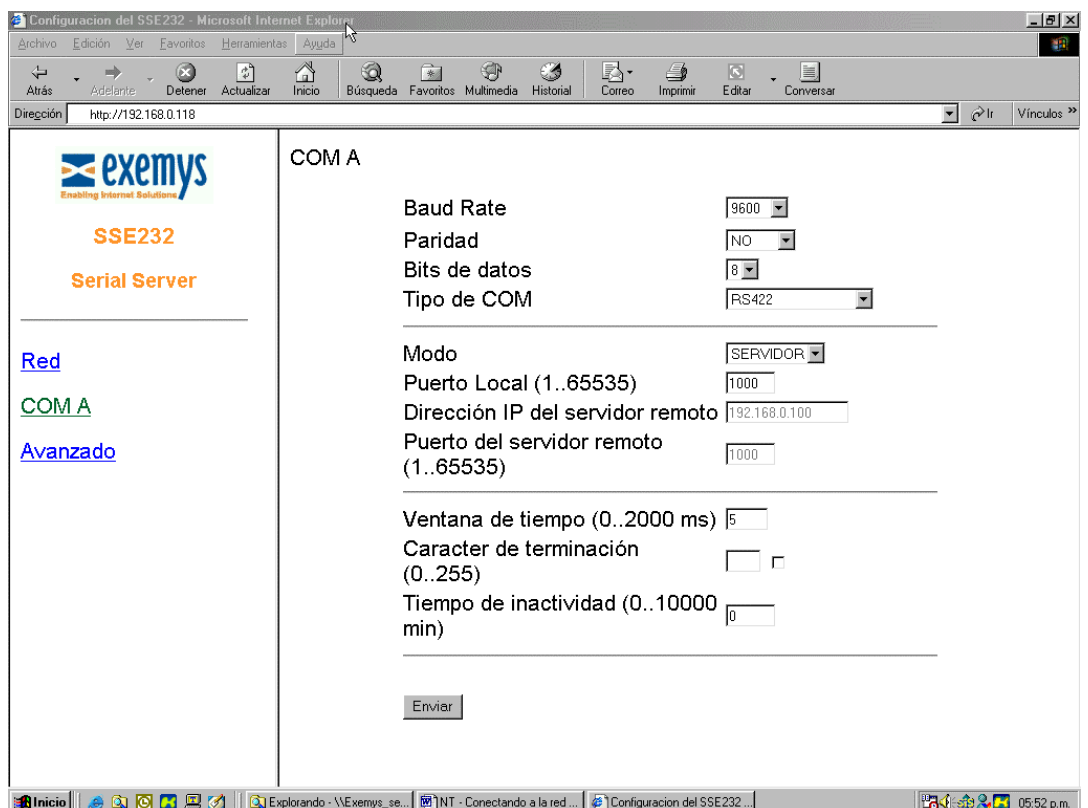 Configuracion del SSE232 - Microsoft Internet Explorer
Archivo Edición Ver Favoritos Herramientas Ayuda
Atrás Adelante Detener Actualizar Inicio Búsqueda Favoritos Multimedia Historial Correo Imprimir Editar Conversar
Dirección http://192.168.0.118 Ir Vínculos »
exemys
Enabling Internet Solutions
SSE232
Serial Server
Red
COM A
Avanzado
COM A
Baud Rate 9600
Paridad NO
Bits de datos 8
Tipo de COM RS422
Modo SERVIDOR
Puerto Local (1..65535) 1000
Dirección IP del servidor remoto 192.168.0.100
Puerto del servidor remoto
(1..65535) 1000
Ventana de tiempo (0..2000 ms) 5
Caracter de terminación
(0..255)
Tiempo de inactividad (0..10000
min) 0
Enviar
Inicio Explorando - \\Exemys_se... NT - Conectando a la red ... Configuracion del SSE232 ... 05:52 p.m.